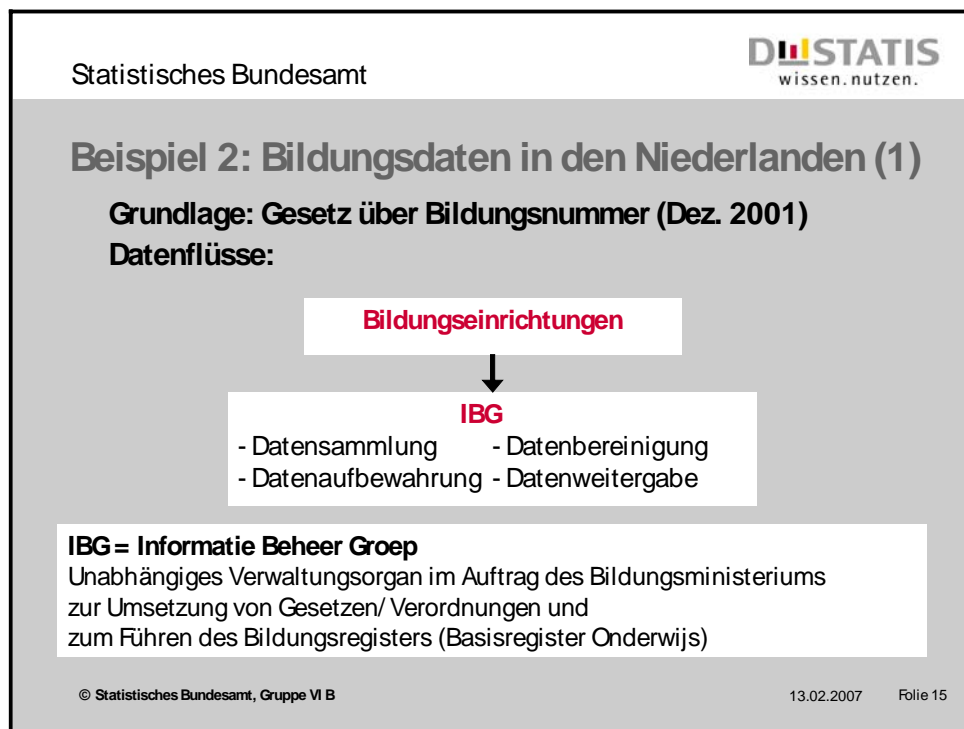 Statistisches Bundesamt
DESTATIS
wissen.nutzen.
Beispiel 2: Bildungsdaten in den Niederlanden (1)
Grundlage: Gesetz über Bildungsnummer (Dez. 2001)
Datenflüsse:
Bildungseinrichtungen
IBG
- Datensammlung - Datenbereinigung
- Datenaufbewahrung - Datenweitergabe
IBG = Informatie Beheer Groep
Unabhängiges Verwaltungsorgan im Auftrag des Bildungsministeriums
zur Umsetzung von Gesetzen/ Verordnungen und
zum Führen des Bildungsregisters (Basisregister Onderwijs)
© Statistisches Bundesamt, Gruppe VI B 13.02.2007 Folie 15